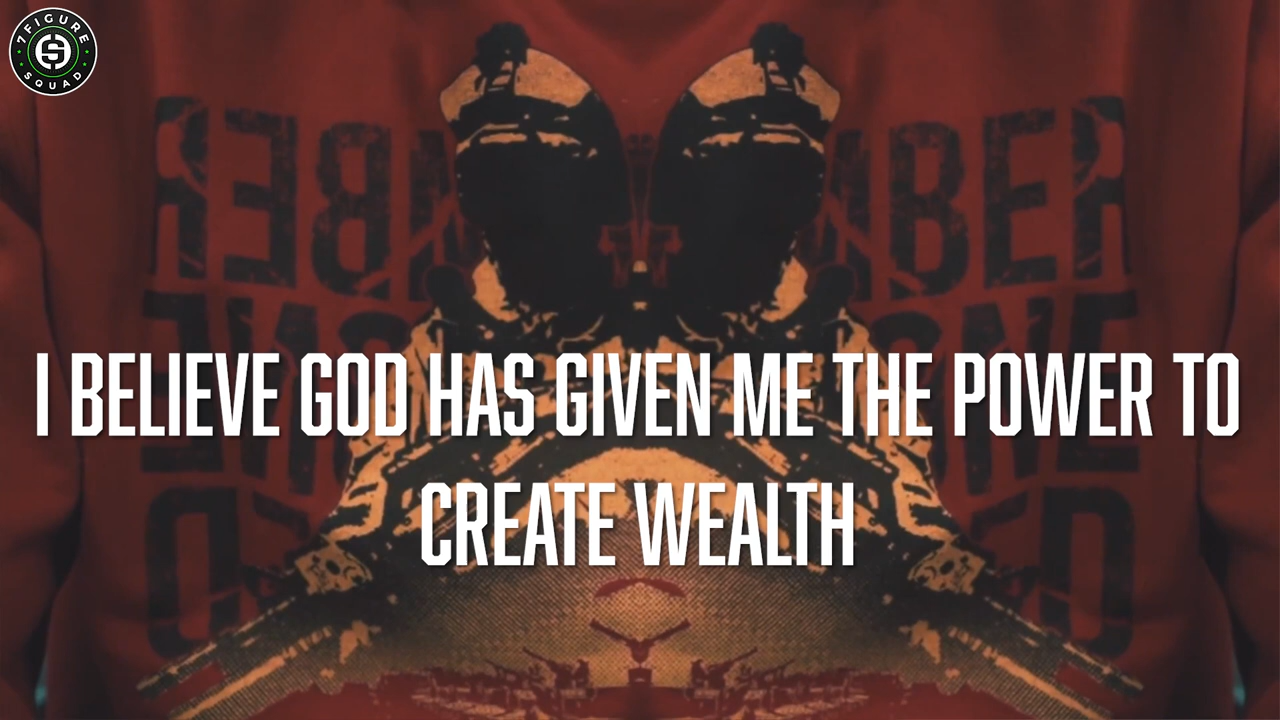 7FIGURE
SQUAD
I BELIEVE GOD HAS GIVEN ME THE POWER TO
CREATE WEALTH